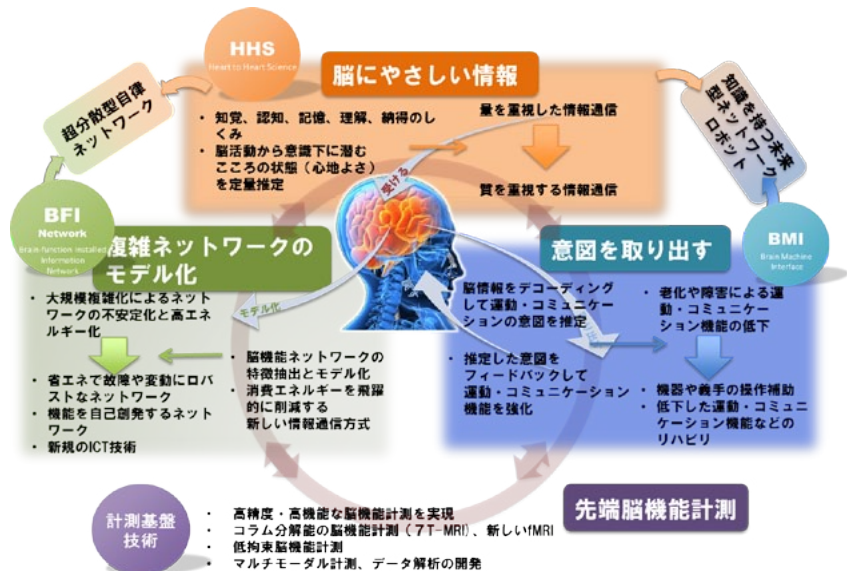 HHS
Heart to Heart Science
脳にやさしい情報
超分散型自律
ネットワーク
知識を持つ未来
型ネットワーク
ロボット
・ 知覚、認知、記憶、理解、納得のし
くみ
・ 脳活動から意識下に潜む
こころの状態（心地よさ）
を定量推定
量を重視した情報通信
質を重視する情報通信
受ける
BFI
Network
Brain-function installed
Information
Network
複雑ネットワークの
モデル化
・ 大規模複雑化によるネット
ワークの不安定化と高エネ
ルギー化
モデル化
・ 省エネで故障や変動にロバ
ストなネットワーク
・ 機能を自己創発するネット
ワーク
・ 新規のICT技術
・ 脳機能ネットワークの
特徴抽出とモデル化
・ 消費エネルギーを飛躍
的に削減する
新しい情報通信方式
意図を取り出す
BMI
Brain Machine
Interface
脳情報をデコーディング
して運動・コミュニケー
ションの意図を推定
・ 推定した意図を
フィードバックして
運動・コミュニケーション
機能を強化
・ 老化や障害による運
動・コミュニケー
ション機能の低下
・ 機器や義手の操作補助
・ 低下した運動・コミュニ
ケーション機能などの
リハビリ
計測基盤
技術
先端脳機能計測
・ 高精度・高機能な脳機能計測を実現
・ コラム分解能の脳機能計測（７T-MRI）、新しいfMRI
・ 低拘束脳機能計測
・ マルチモーダル計測、データ解析の開発